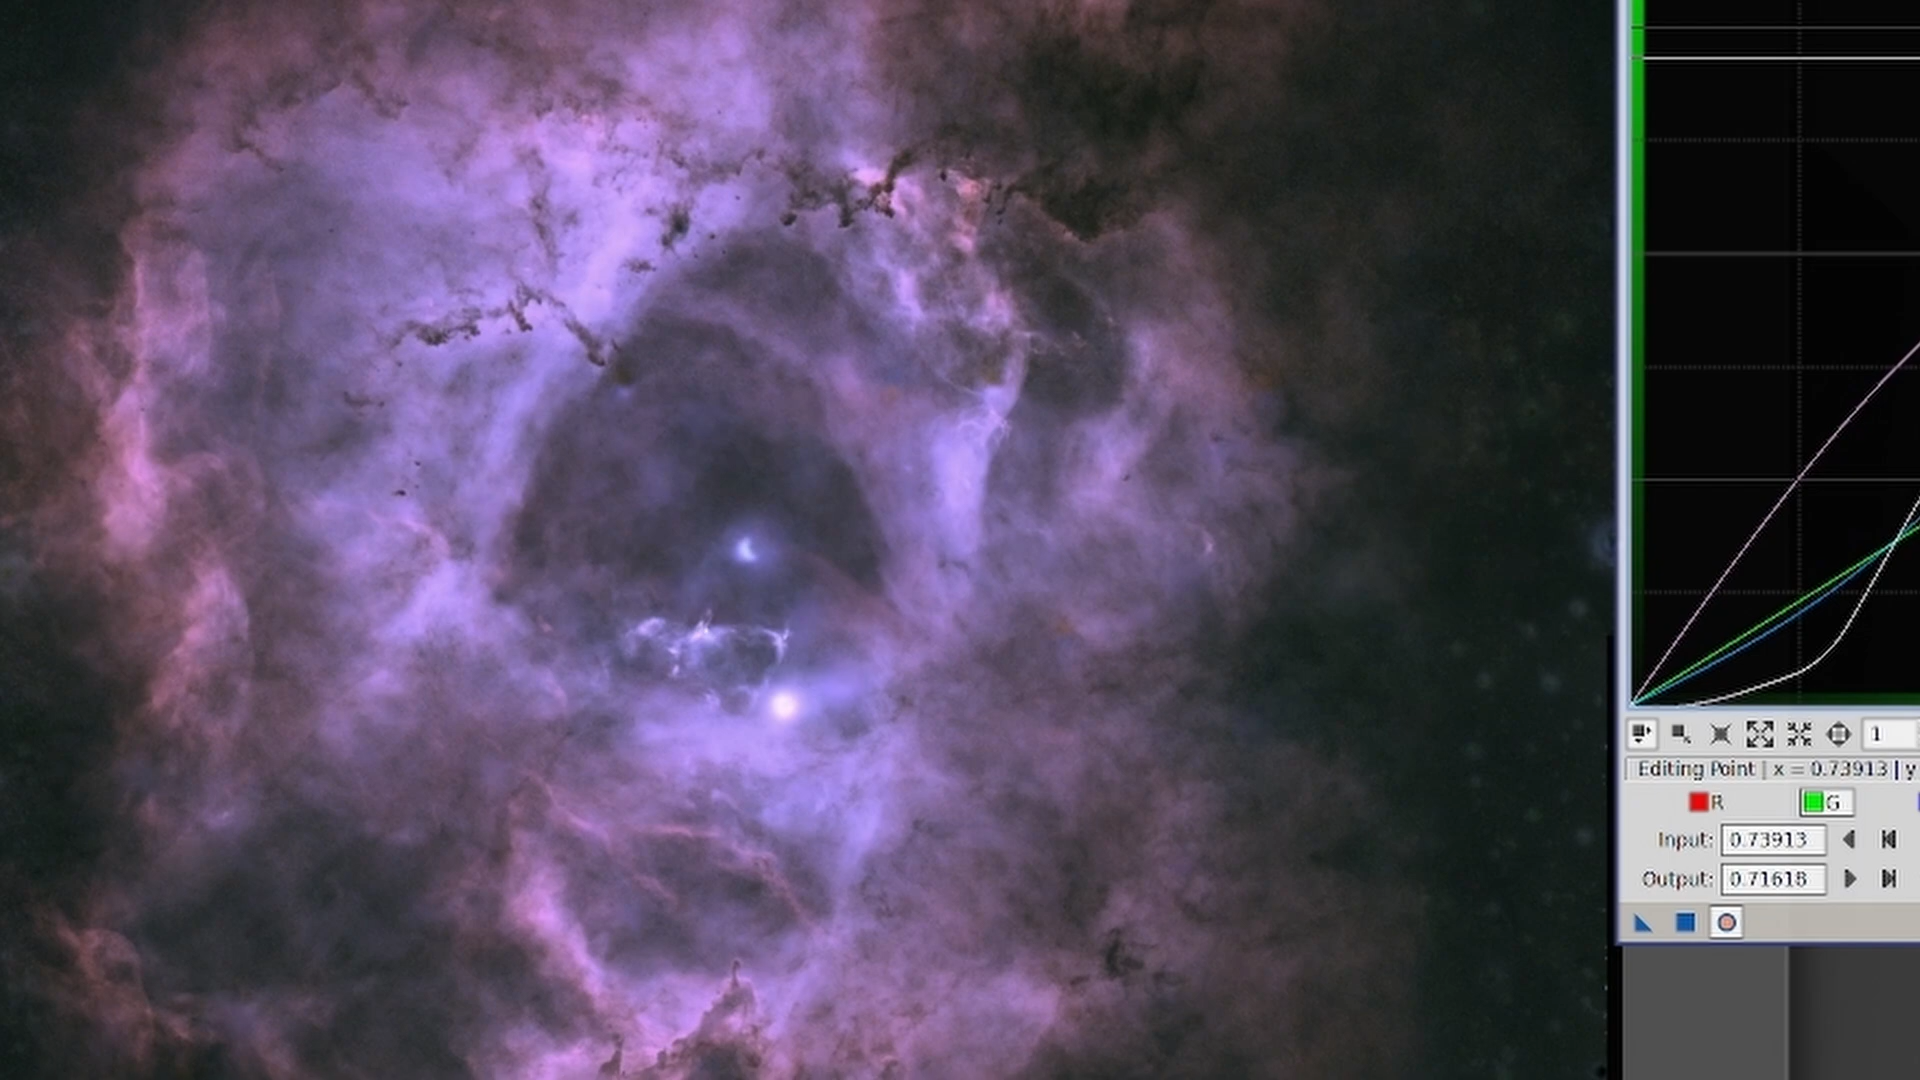 1
Editing Point | x = 0.73913 | y
R G
Input: 0.73913
Output: 0.71618